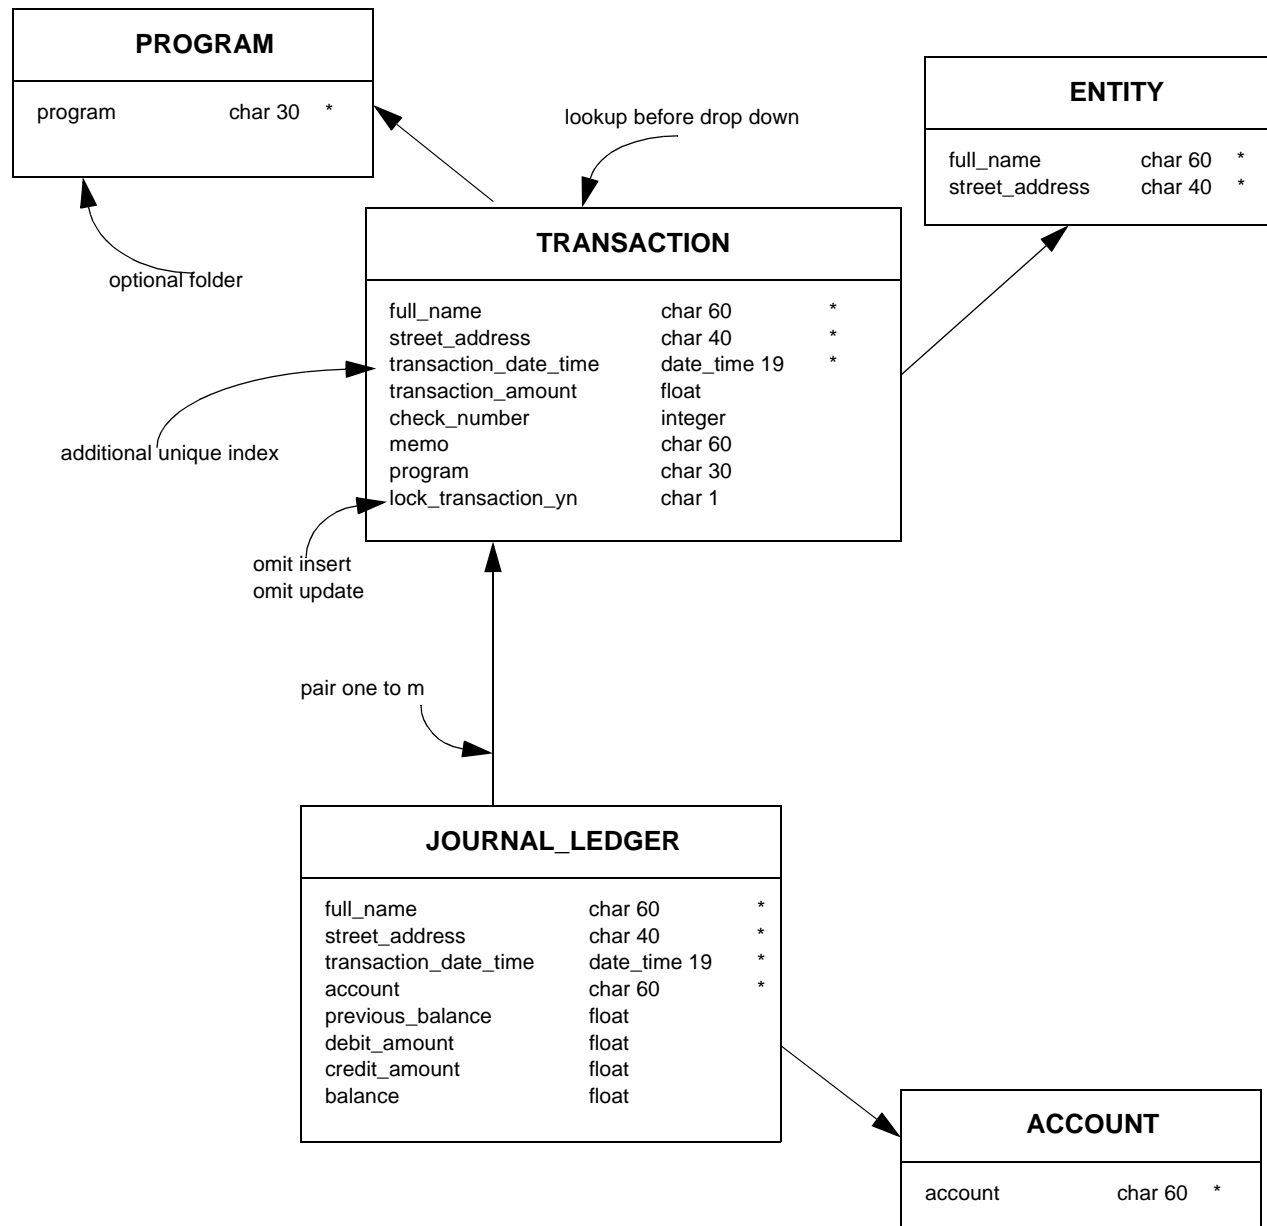 PROGRAM
program char 30 *
optional folder
lookup before drop down
ENTITY
full_name char 60 *
street_address char 40 *
TRANSACTION
full_name char 60 *
street_address char 40 *
transaction_date_time date_time 19 *
transaction_amount float
check_number integer
memo char 60
program char 30
lock_transaction_yn char 1
additional unique index
omit insert
omit update
pair one to m
JOURNAL_LEDGER
full_name char 60 *
street_address char 40 *
transaction_date_time date_time 19 *
account char 60 *
previous_balance float
debit_amount float
credit_amount float
balance float
ACCOUNT
account char 60 *